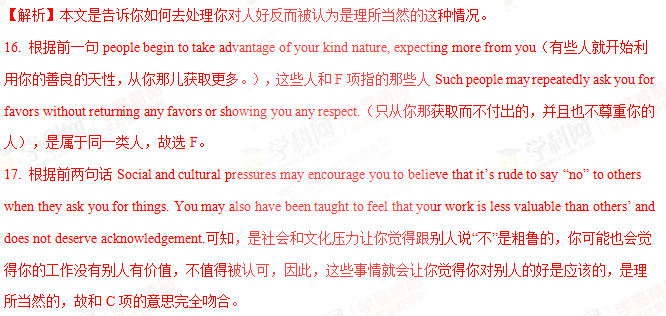 【解析】本文是告诉你如何去处理你对人好反而被认为是理所当然的这种情况。
16. 根据前一句 people begin to take advantage of your kind nature, expecting more from you（有些人就开始利
用你的善良的天性，从你那儿获取更多。），这些人和 F 项指的那些人 Such people may repeatedly ask you for
favors without returning any favors or showing you any respect.（只从你那获取而不付出的，并且也不尊重你的
人），是属于同一类人，故选 F。
17. 根据前两句话 Social and cultural pressures may encourage you to believe that it’s rude to say “no” to others
when they ask you for things. You may also have been taught to feel that your work is less valuable than others’ and
does not deserve acknowledgement.可知，是社会和文化压力让你觉得跟别人说“不”是粗鲁的，你可能也会觉
得你的工作没有别人有价值，不值得被认可，因此，这些事情就会让你觉得你对别人的好是应该的，是理
所当然的，故和 C 项的意思完全吻合。